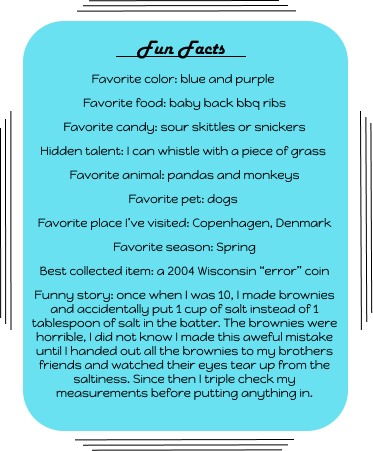 Fun Facts
Favorite color: blue and purple
Favorite food: baby back bbq ribs
Favorite candy: sour skittles or snickers
Hidden talent: I can whistle with a piece of grass
Favorite animal: pandas and monkeys
Favorite pet: dogs
Favorite place I've visited: Copenhagen, Denmark
Favorite season: Spring
Best collected item: a 2004 Wisconsin “error” coin
Funny story: once when I was 10, I made brownies
and accidentally put 1 cup of salt instead of 1
tablespoon of salt in the batter. The brownies were
horrible, I did not know I made this aweful mistake
until I handed out all the brownies to my brothers
friends and watched their eyes tear up from the
saltiness. Since then I triple check my
measurements before putting anything in.